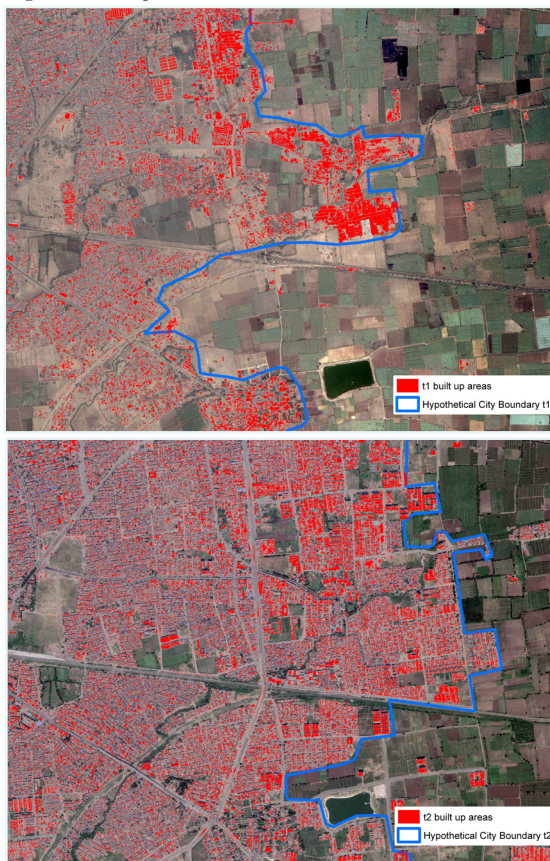 t1 built up areas
Hypothetical City Boundary t1
t2 built up areas
Hypothetical City Boundary t2